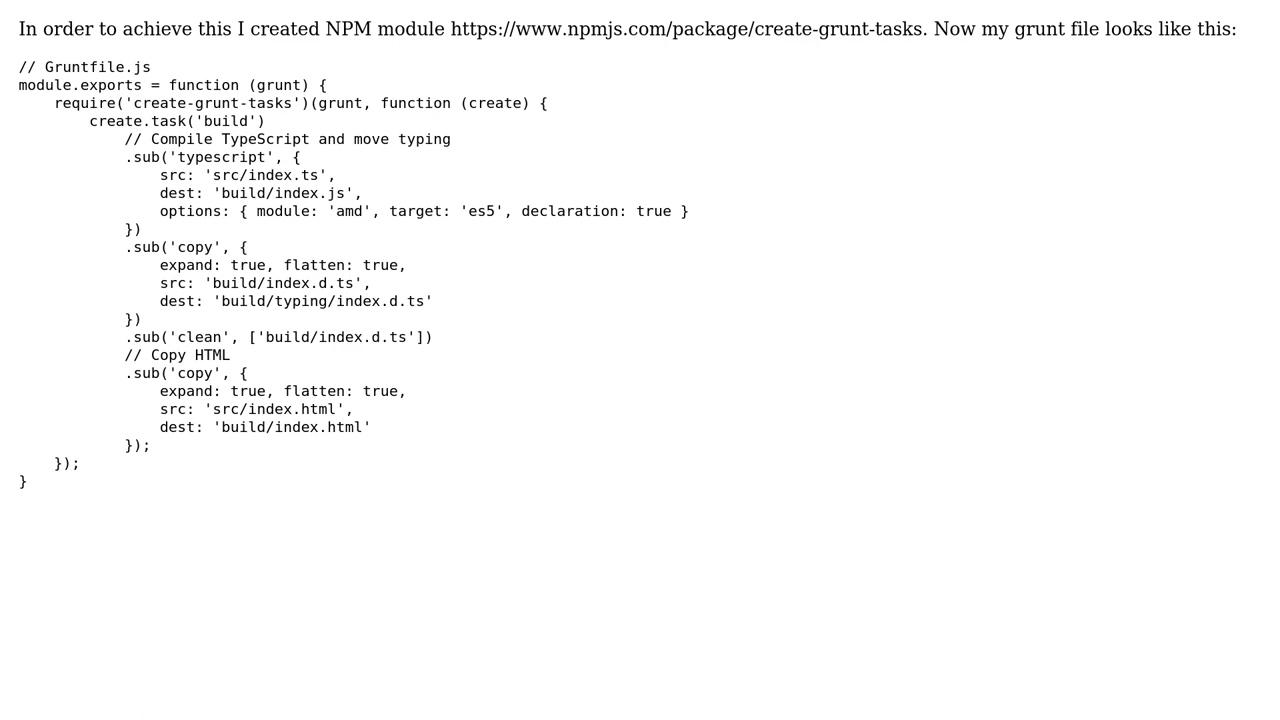 In order to achieve this I created NPM module https://www.npmjs.com/package/create-grunt-tasks. Now my grunt file looks like this:
// Gruntfile.js
module.exports = function (grunt) {
    require('create-grunt-tasks')(grunt, function (create) {
        create.task('build')
            // Compile TypeScript and move typing
            .sub('typescript', {
                src: 'src/index.ts',
                dest: 'build/index.js',
                options: { module: 'amd', target: 'es5', declaration: true }
            })
            .sub('copy', {
                expand: true, flatten: true,
                src: 'build/index.d.ts',
                dest: 'build/typing/index.d.ts'
            })
            .sub('clean', ['build/index.d.ts'])
            // Copy HTML
            .sub('copy', {
                expand: true, flatten: true,
                src: 'src/index.html',
                dest: 'build/index.html'
            });
    });
}